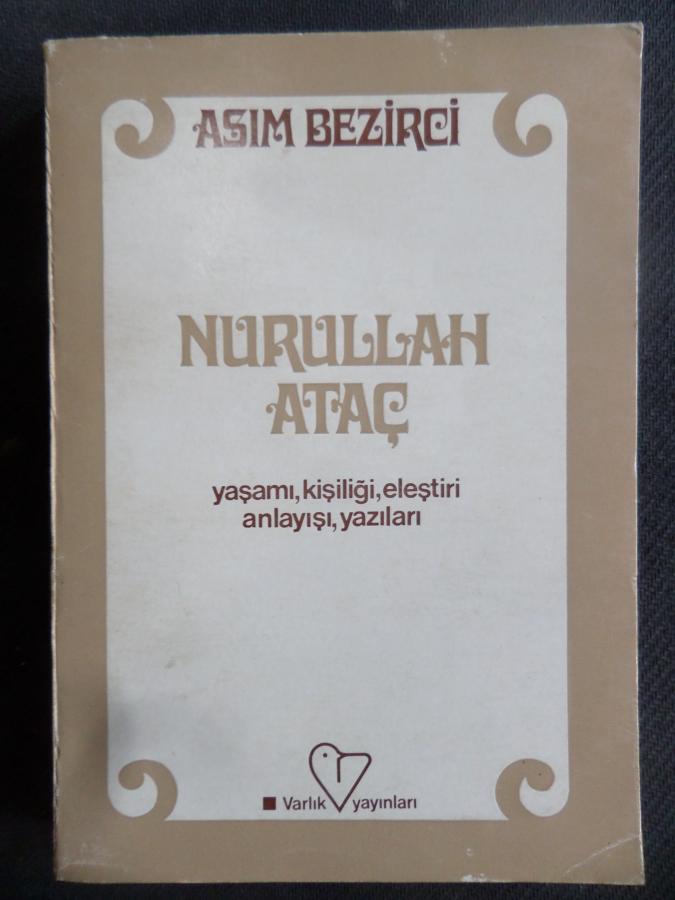 ASIM BEZİRCİ
NURULLAH
ATAÇ
yaşamı,kişiliği,eleştiri
anlayışı,yazıları
Varlık yayınları